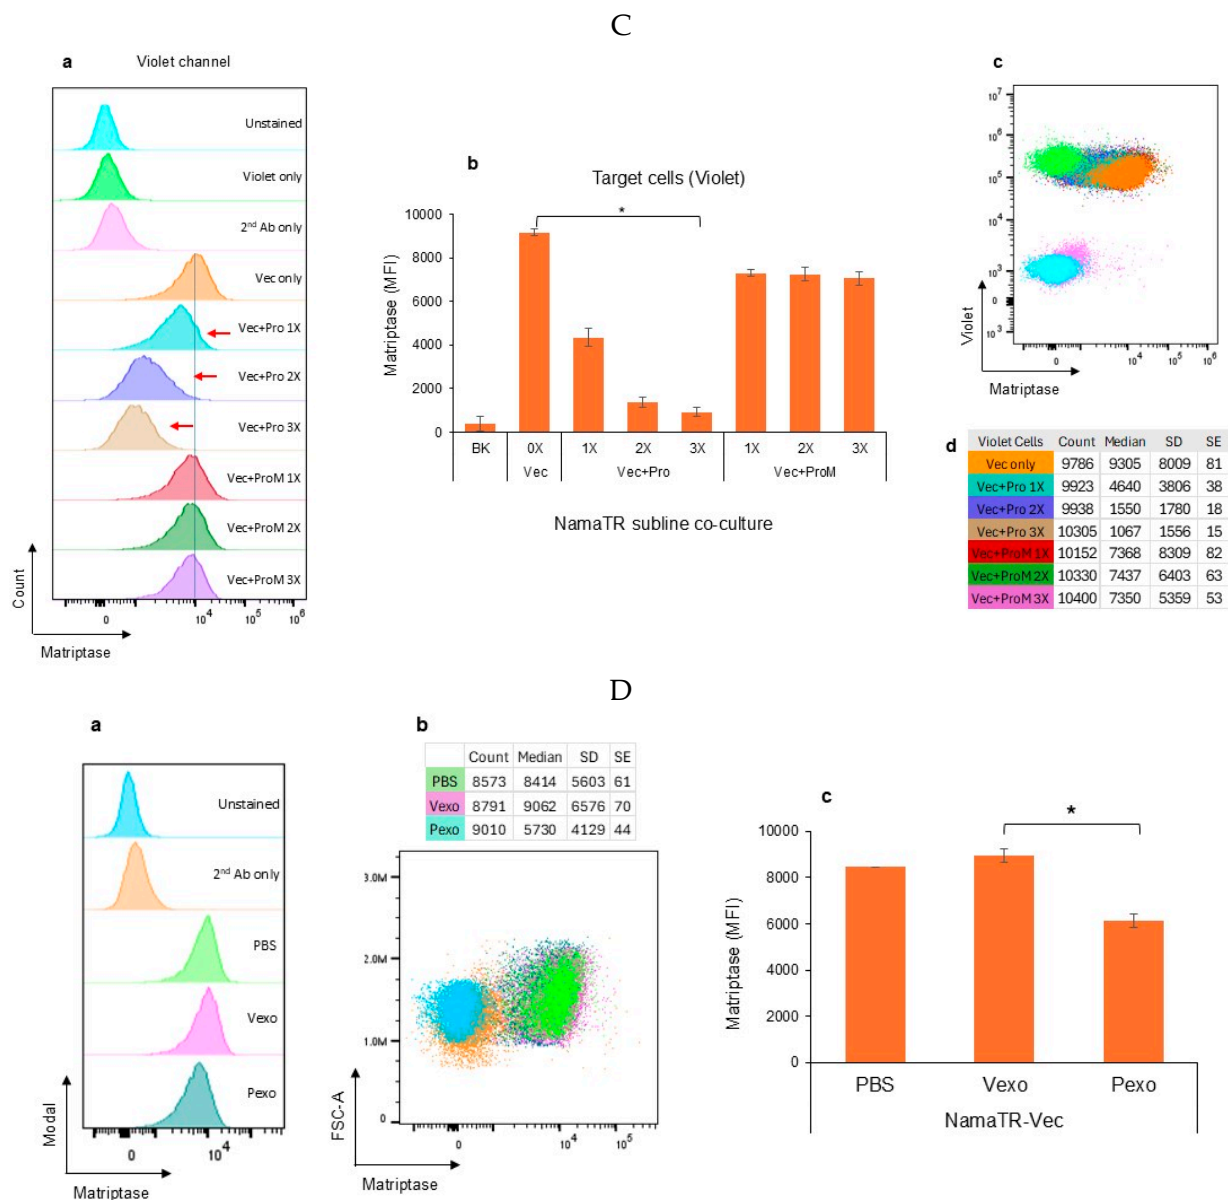 C
a
Violet channel
Unstained
Violet only
2nd Ab only
Vec only
Vec+Pro 1X
Vec+Pro 2X
Vec+Pro 3X
Vec+ProM 1X
Vec+ProM 2X
Vec+ProM 3X
Count
0 10^4 10^5 10^6
Matriptase
b
Target cells (Violet)
*
Matriptase (MFI)
10000
8000
6000
4000
2000
0
BK 0X 1X 2X 3X 1X 2X 3X
Vec Vec+Pro Vec+ProM
NamaTR subline co-culture
c
10^7
10^6
10^5
10^4
10^3
0
10^3
Violet
0 10^4 10^5 10^6
Matriptase
d
Violet Cells Count Median SD SE
Vec only 9786 9305 8009 81
Vec+Pro 1X 9923 4640 3806 38
Vec+Pro 2X 9938 1550 1780 18
Vec+Pro 3X 10305 1067 1556 15
Vec+ProM 1X 10152 7368 8309 82
Vec+ProM 2X 10330 7437 6403 63
Vec+ProM 3X 10400 7350 5359 53
D
a
Unstained
2nd Ab only
PBS
Vexo
Pexo
Modal
0 10^4
Matriptase
b
Count Median SD SE
PBS 8573 8414 5603 61
Vexo 8791 9062 6576 70
Pexo 9010 5730 4129 44
3.0M
2.0M
1.0M
0
FSC-A
0 10^4 10^5
Matriptase
c
*
Matriptase (MFI)
10000
8000
6000
4000
2000
0
PBS Vexo Pexo
NamaTR-Vec